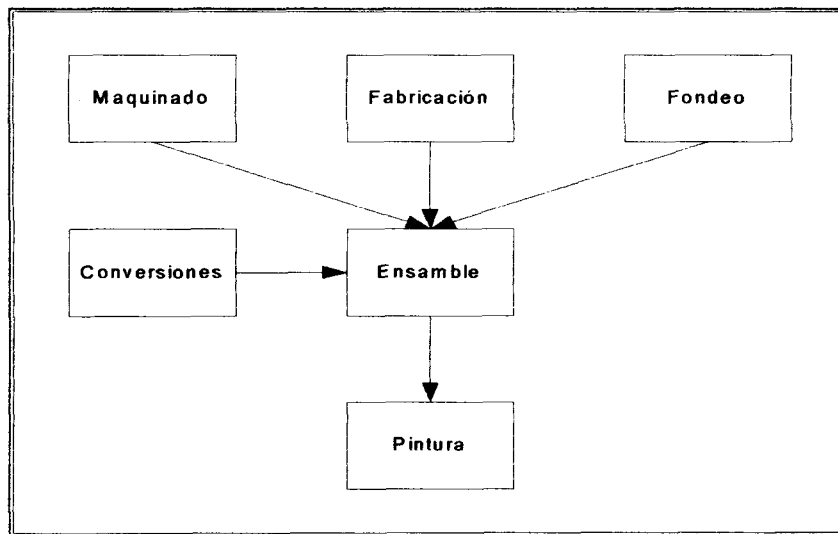 Maquinado
Fabricación
Fondeo
Conversiones
Ensamble
Pintura